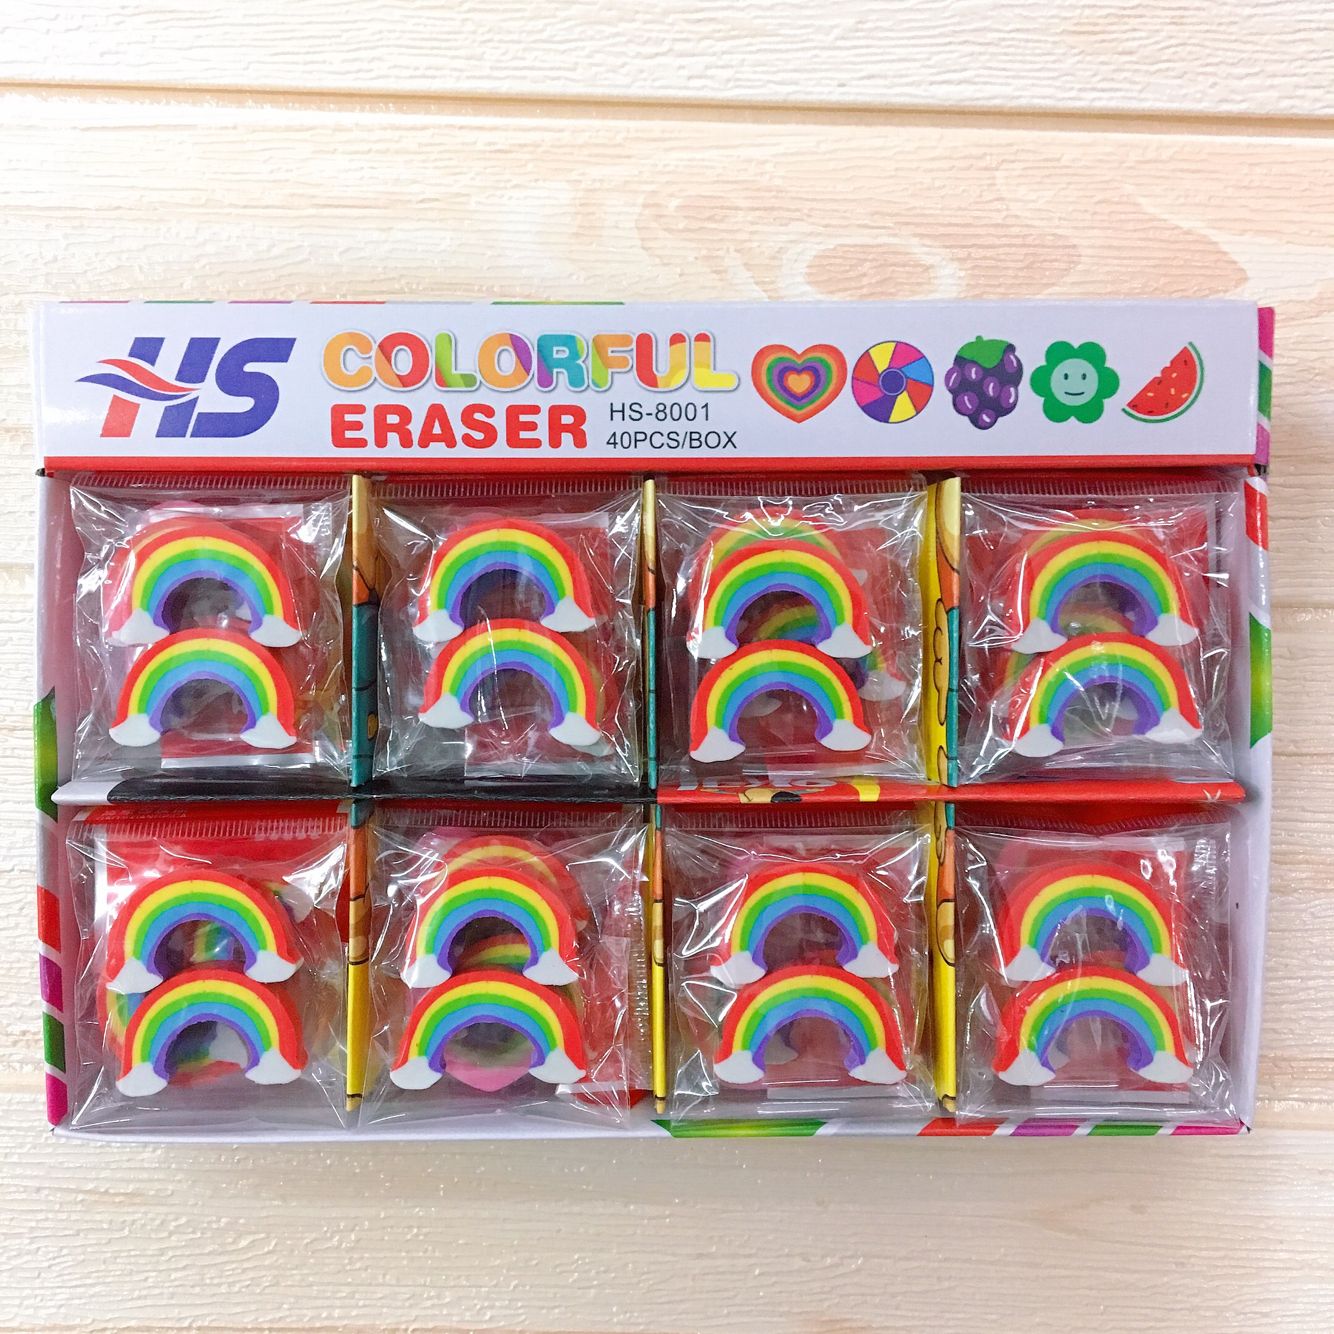 HS
COLORFUL
ERASER
HS-8001
40PCS/BOX